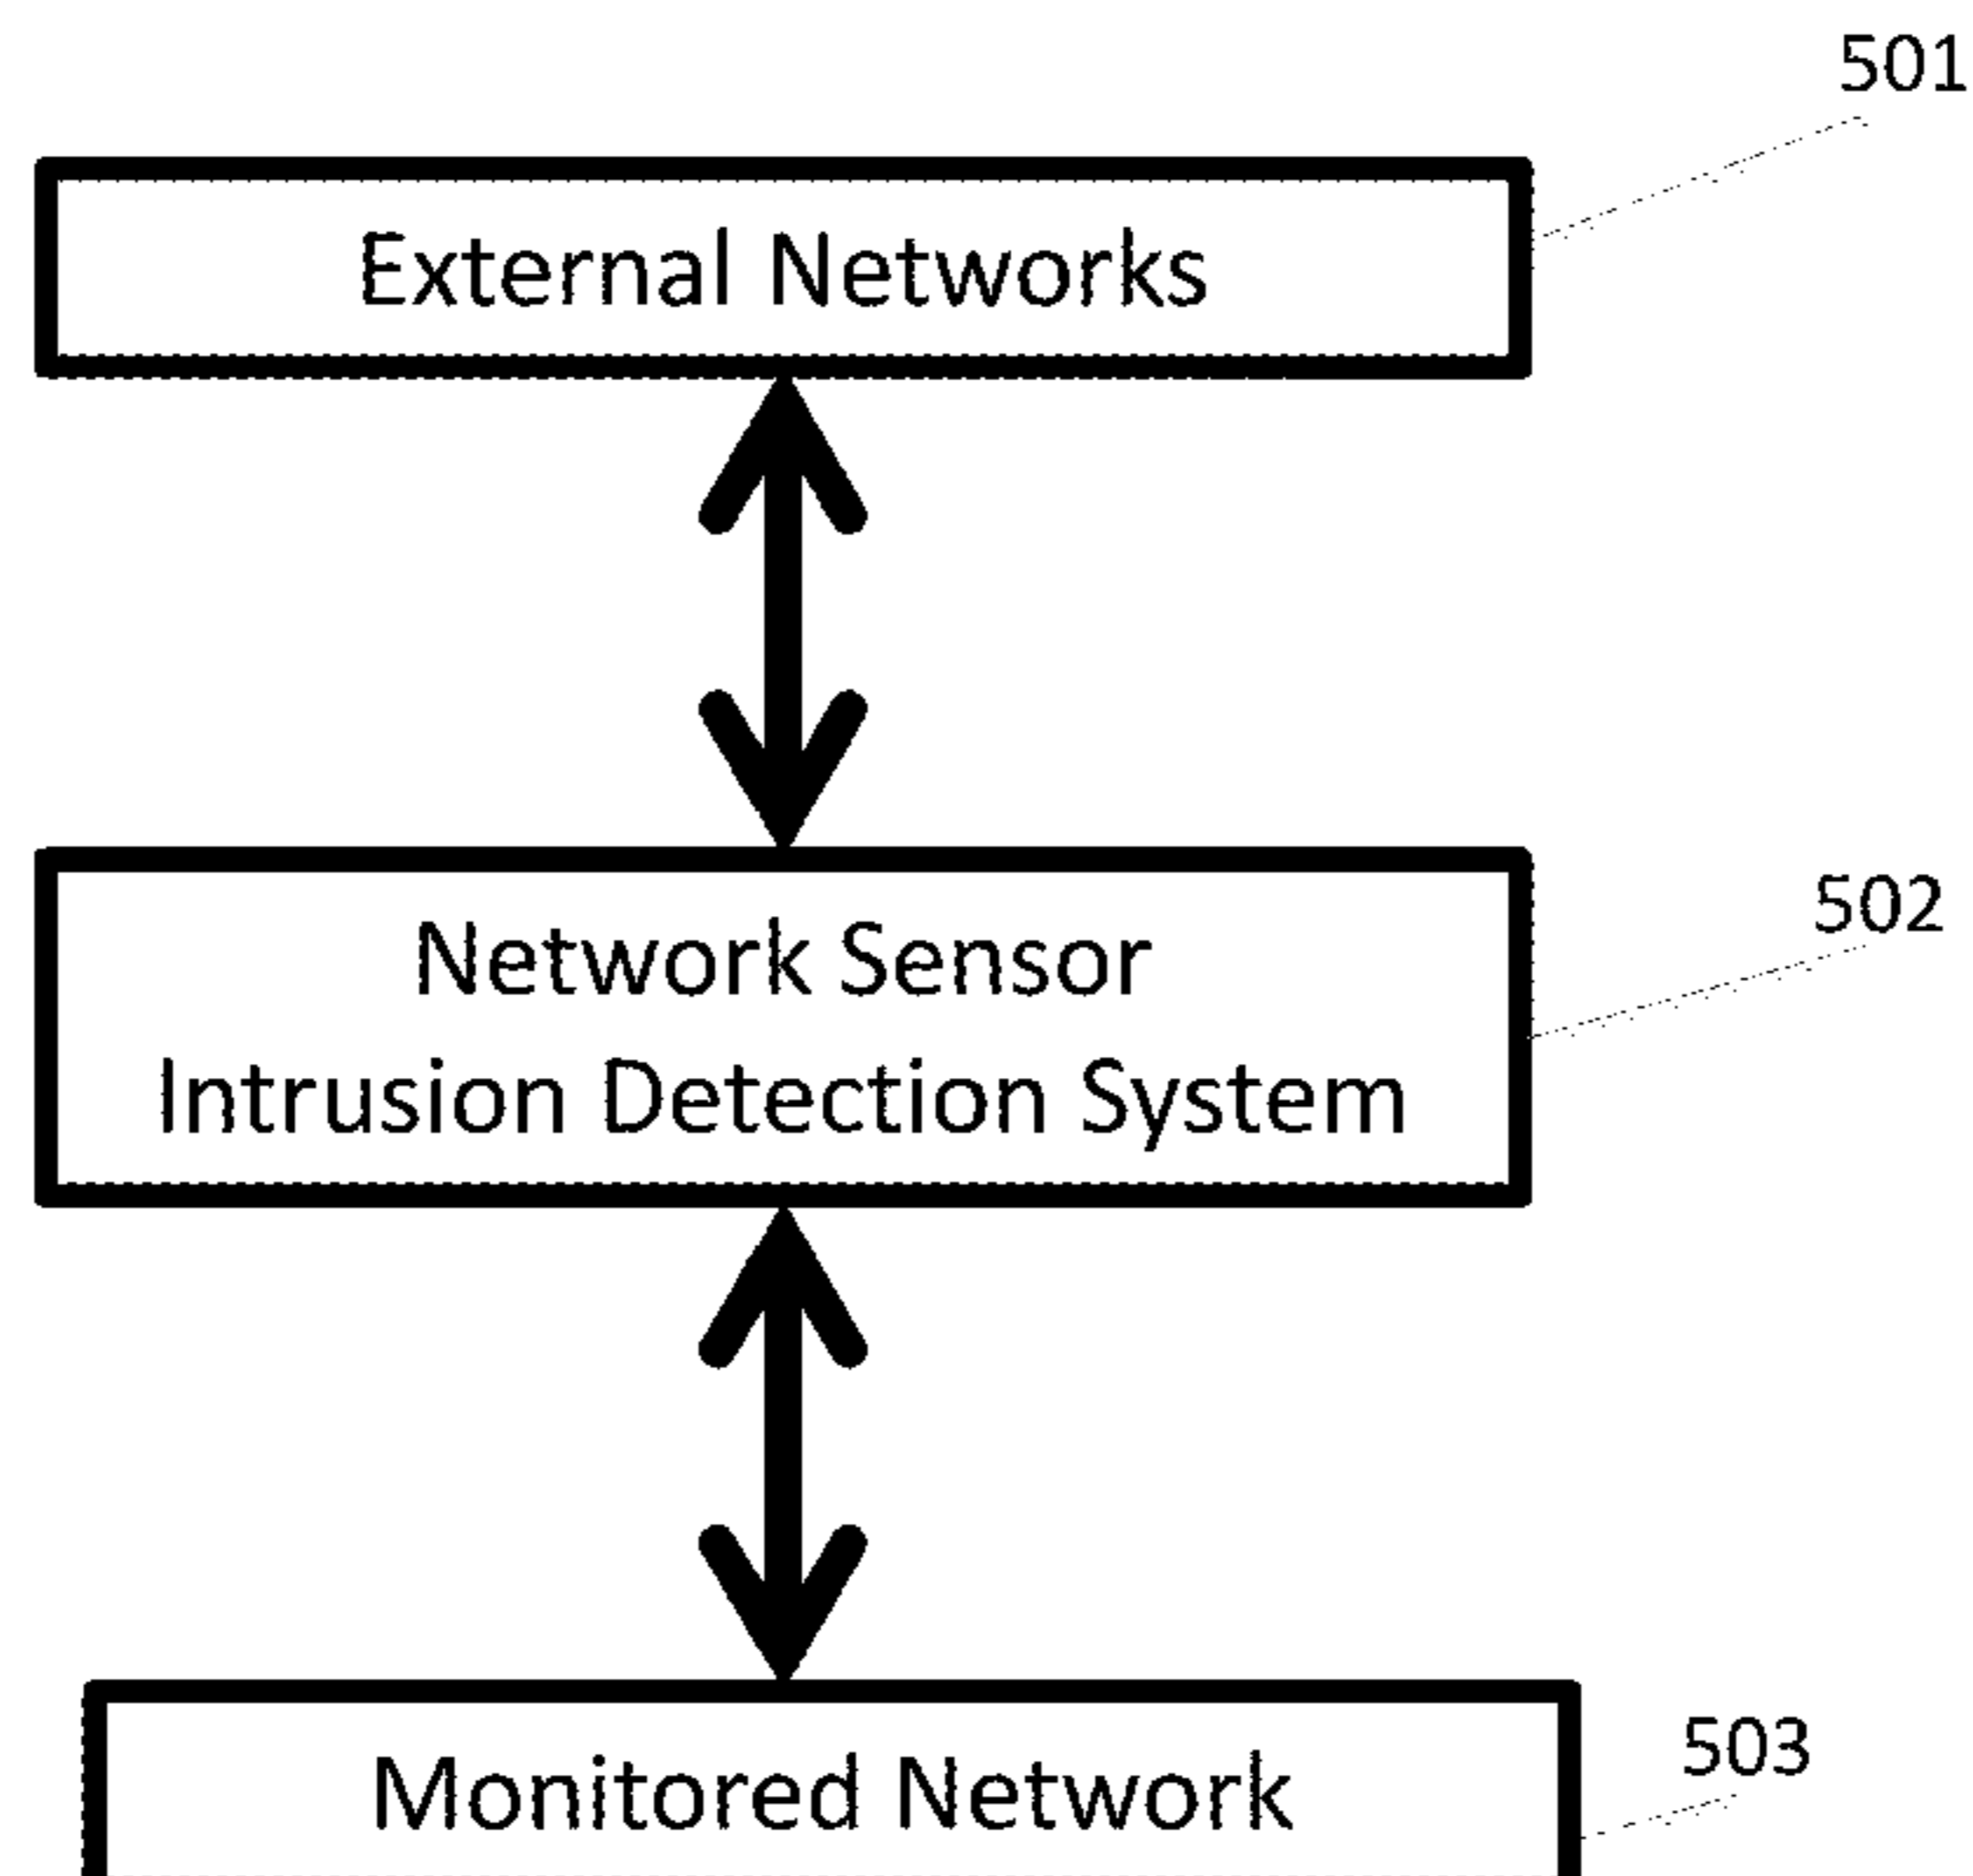 501
External Networks
502
Network Sensor
Intrusion Detection System
503
Monitored Network